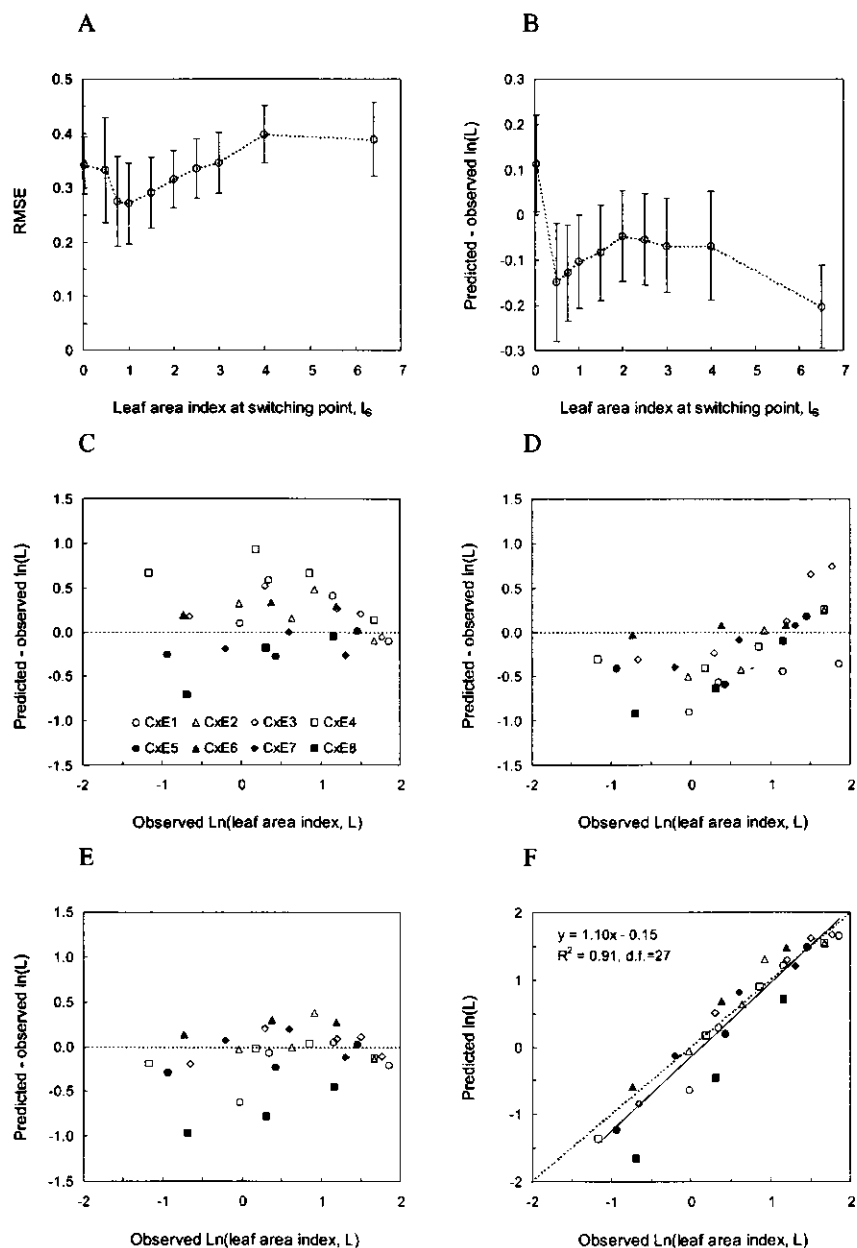 A
0.5
0.4
0.3
0.2
0.1
0
RMSE
0 1 2 3 4 5 6 7
Leaf area index at switching point, ls
B
0.3
0.2
0.1
0
-0.1
-0.2
-0.3
Predicted - observed ln(L)
0 1 2 3 4 5 6 7
Leaf area index at switching point, ls
C
1.5
1.0
0.5
0.0
-0.5
-1.0
-1.5
Predicted - observed ln(L)
CxE1 CxE2 CxE3 CxE4
CxE5 CxE6 CxE7 CxE8
-2 -1 0 1 2
Observed Ln(leaf area index, L)
D
1.5
1.0
0.5
0.0
-0.5
-1.0
-1.5
Predicted - observed ln(L)
-2 -1 0 1 2
Observed Ln(leaf area index, L)
E
1.5
1.0
0.5
0.0
-0.5
-1.0
-1.5
Predicted - observed ln(L)
-2 -1 0 1 2
Observed Ln(leaf area index, L)
F
2
1
0
-1
-2
Predicted ln(L)
y = 1.10x - 0.15
R² = 0.91, d.f.=27
-2 -1 0 1 2
Observed Ln(leaf area index, L)